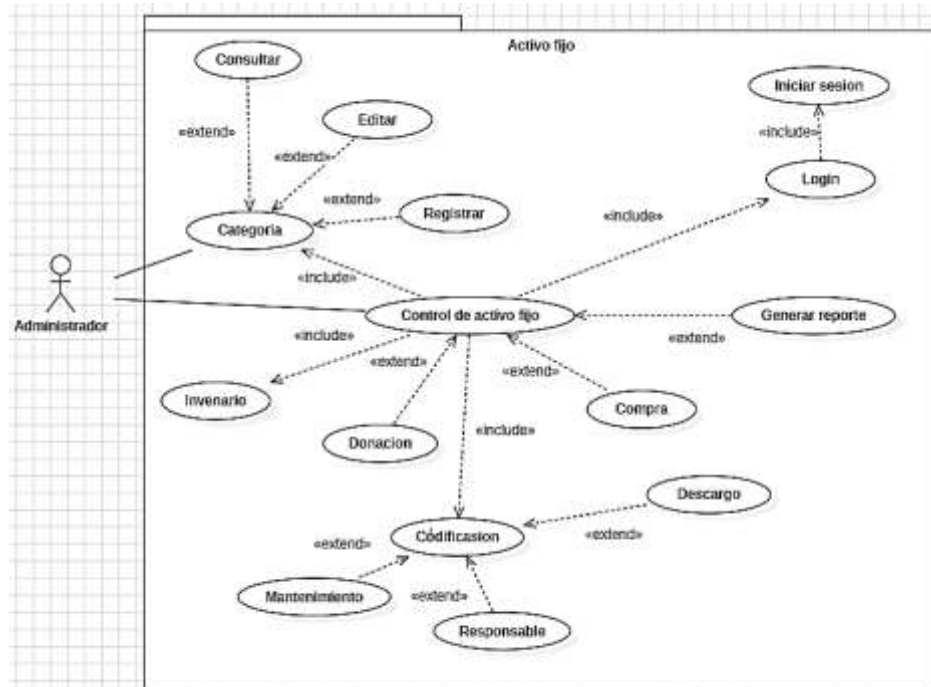 Activo fijo
Consultar
Iniciar sesion
Editar
«extend»
«include»
«extend»
Login
«extend»
Registrar
«include»
Categoria
«include»
Administrador
Control de activo fijo
Generar reporte
«include»
«extend»
«extend»
«extend»
Invenario
Compra
Donacion
«include»
Descargo
Códificasion
«extend»
«extend»
Mantenimiento
«extend»
Responsable